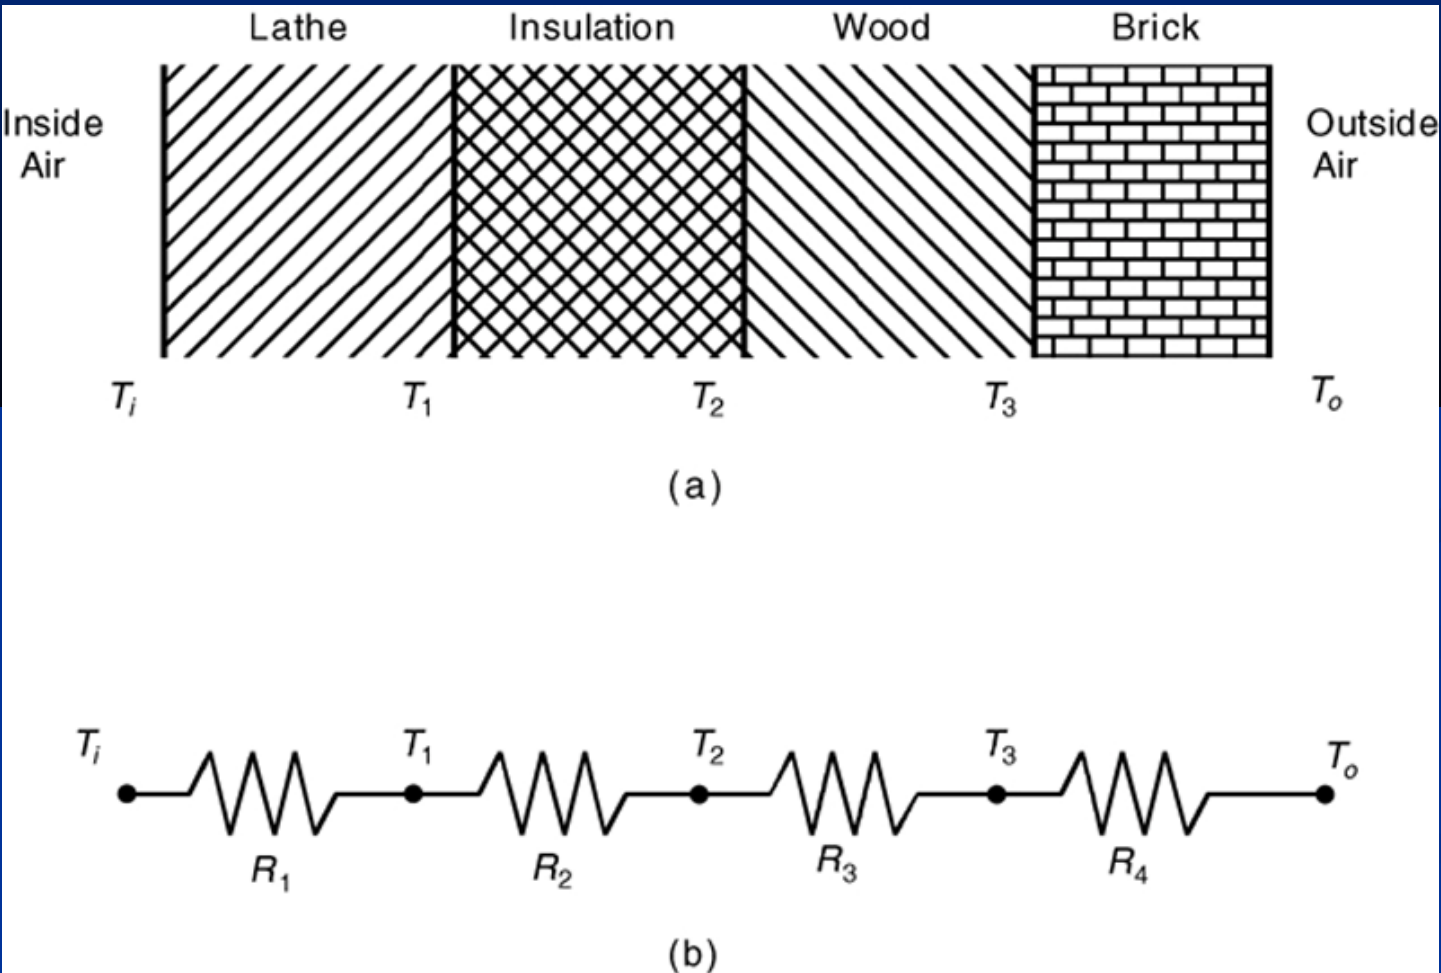 Lathe Insulation Wood Brick
Inside Outside
Air Air
Ti T1 T2 T3 To
(a)
Ti T1 T2 T3 To
R1 R2 R3 R4
(b)